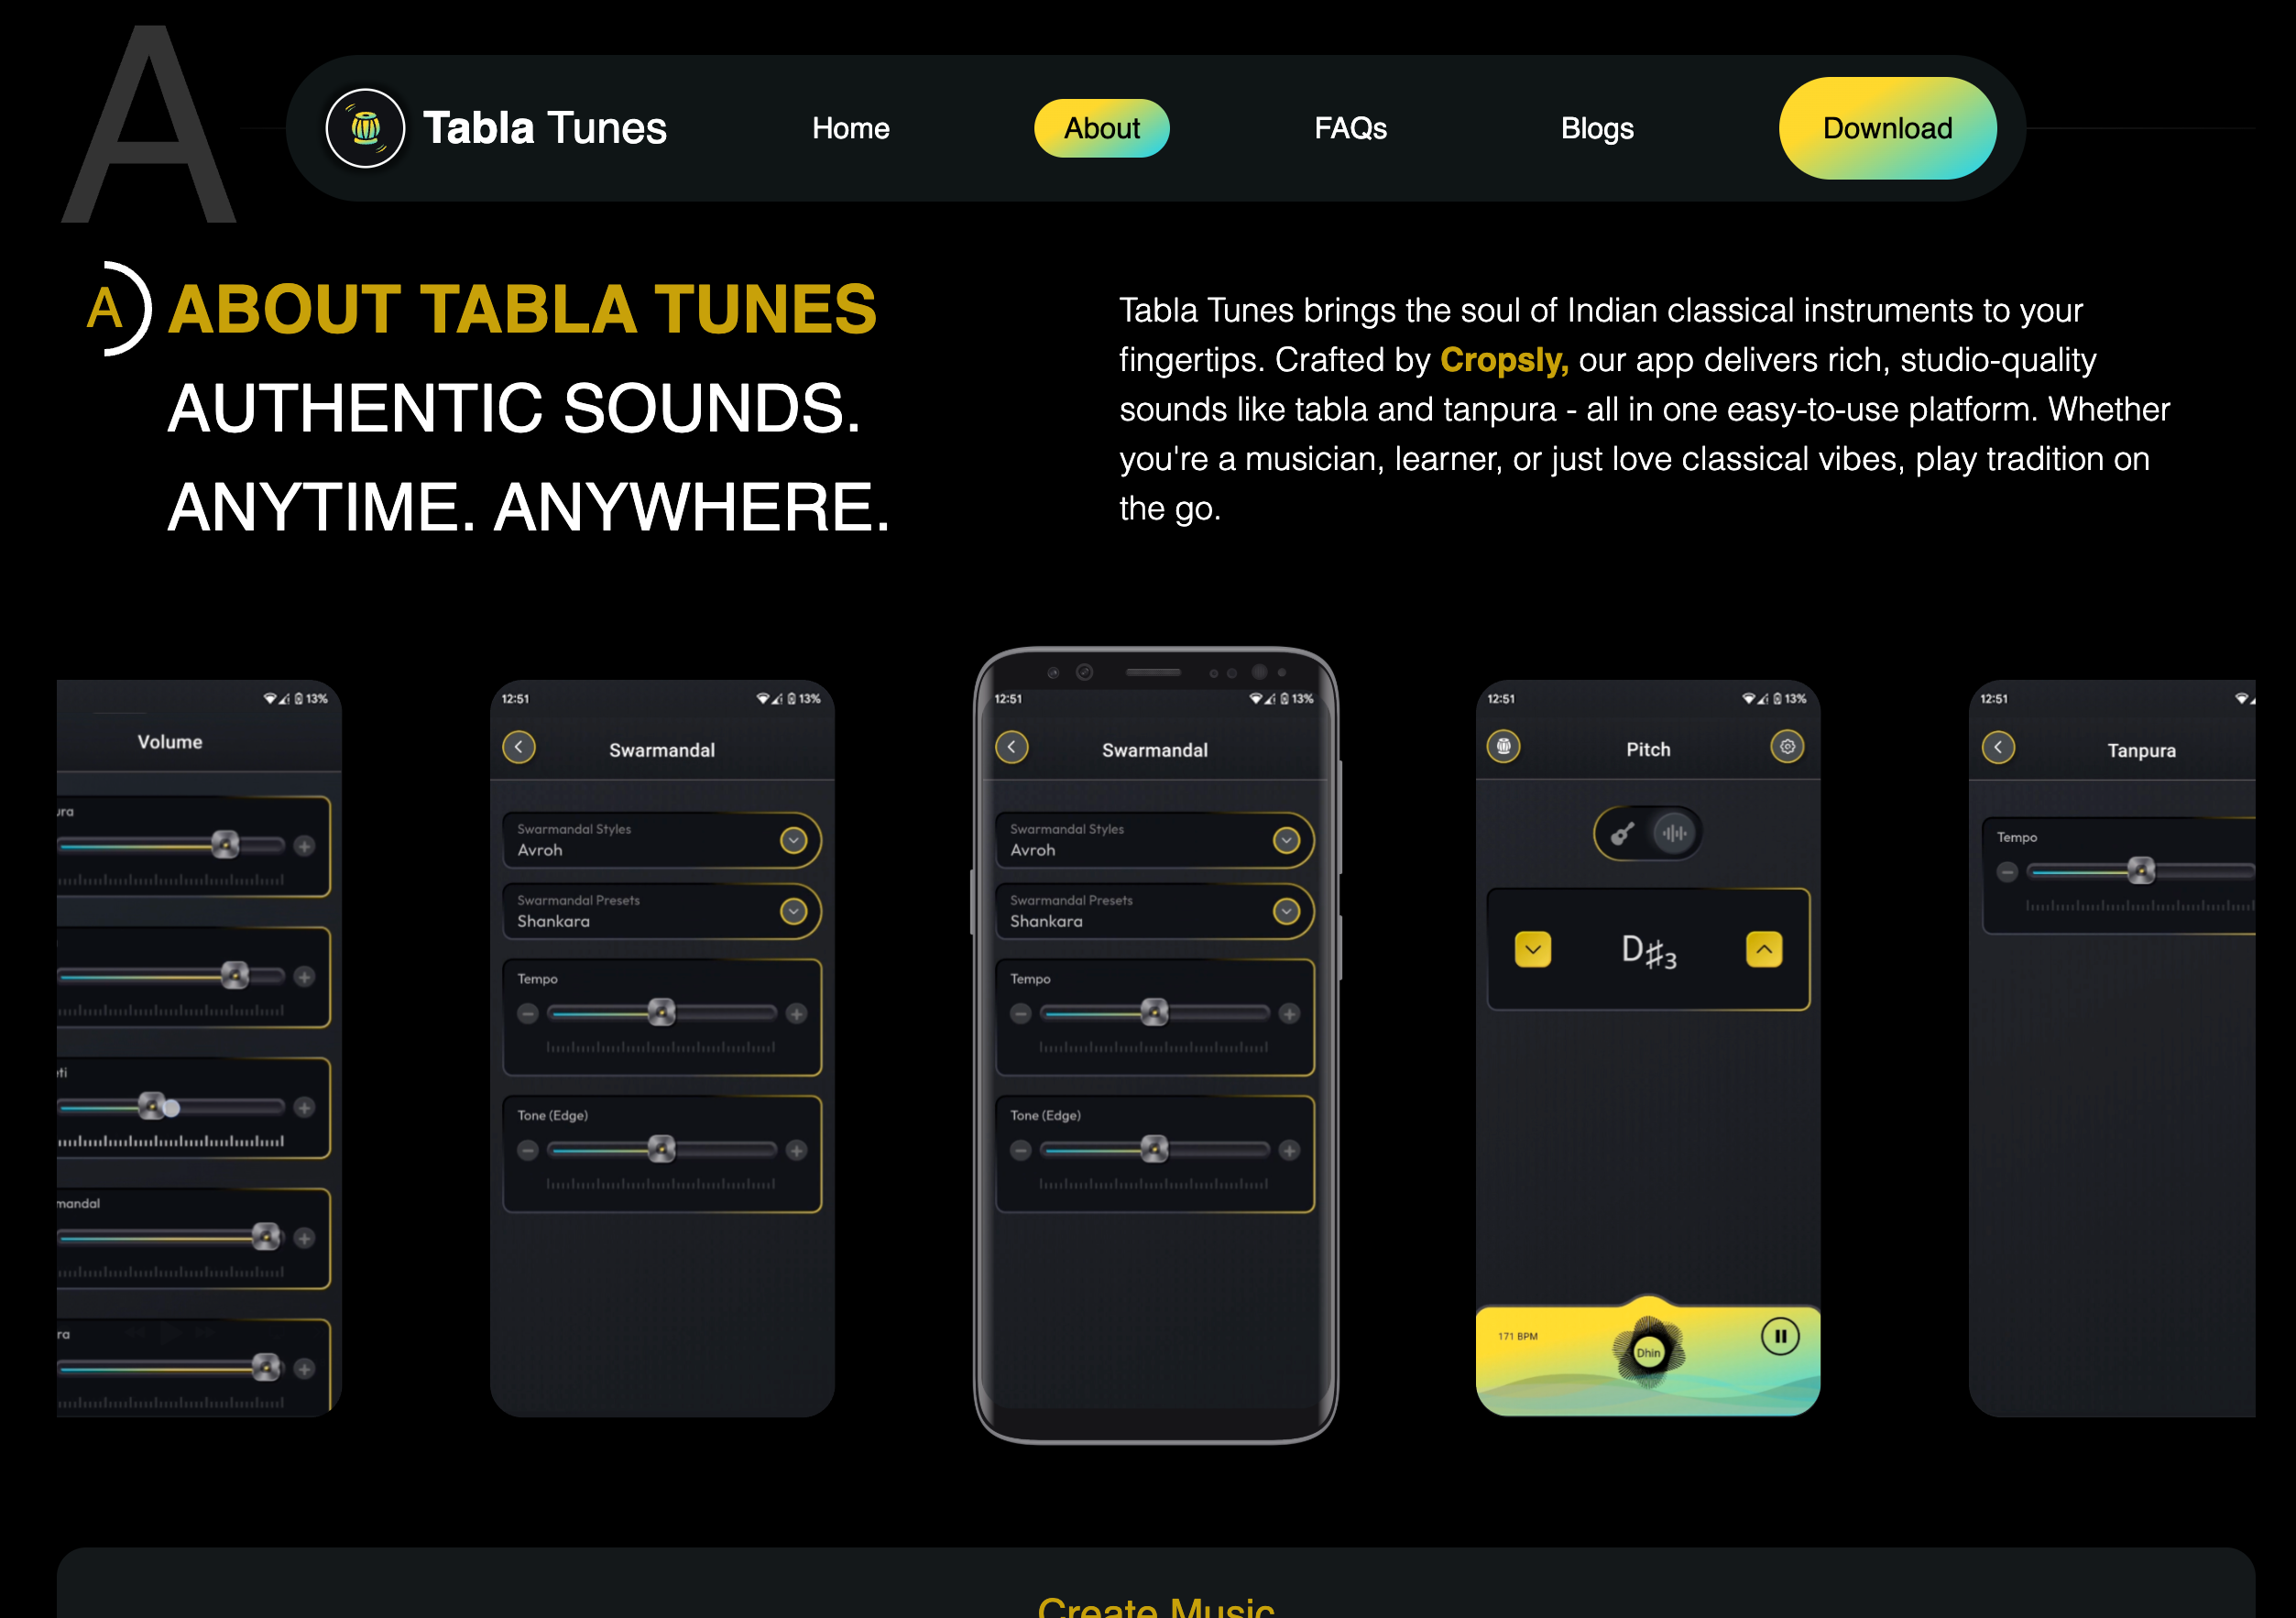 A
Tabla Tunes
Home
About
FAQs
Blogs
Download
A
ABOUT TABLA TUNES
AUTHENTIC SOUNDS.
ANYTIME. ANYWHERE.
Tabla Tunes brings the soul of Indian classical instruments to your
fingertips. Crafted by Cropsly, our app delivers rich, studio-quality
sounds like tabla and tanpura - all in one easy-to-use platform. Whether
you're a musician, learner, or just love classical vibes, play tradition on
the go.
13%
Volume
ura
eti
mandal
ra
12:51
13%
Swarmandal
Swarmandal Styles
Avroh
Swarmandal Presets
Shankara
Tempo
Tone (Edge)
12:51
13%
Swarmandal
Swarmandal Styles
Avroh
Swarmandal Presets
Shankara
Tempo
Tone (Edge)
12:51
13%
Pitch
D♯3
171 BPM
Dhin
12:51
Tanpura
Tempo
Create Music